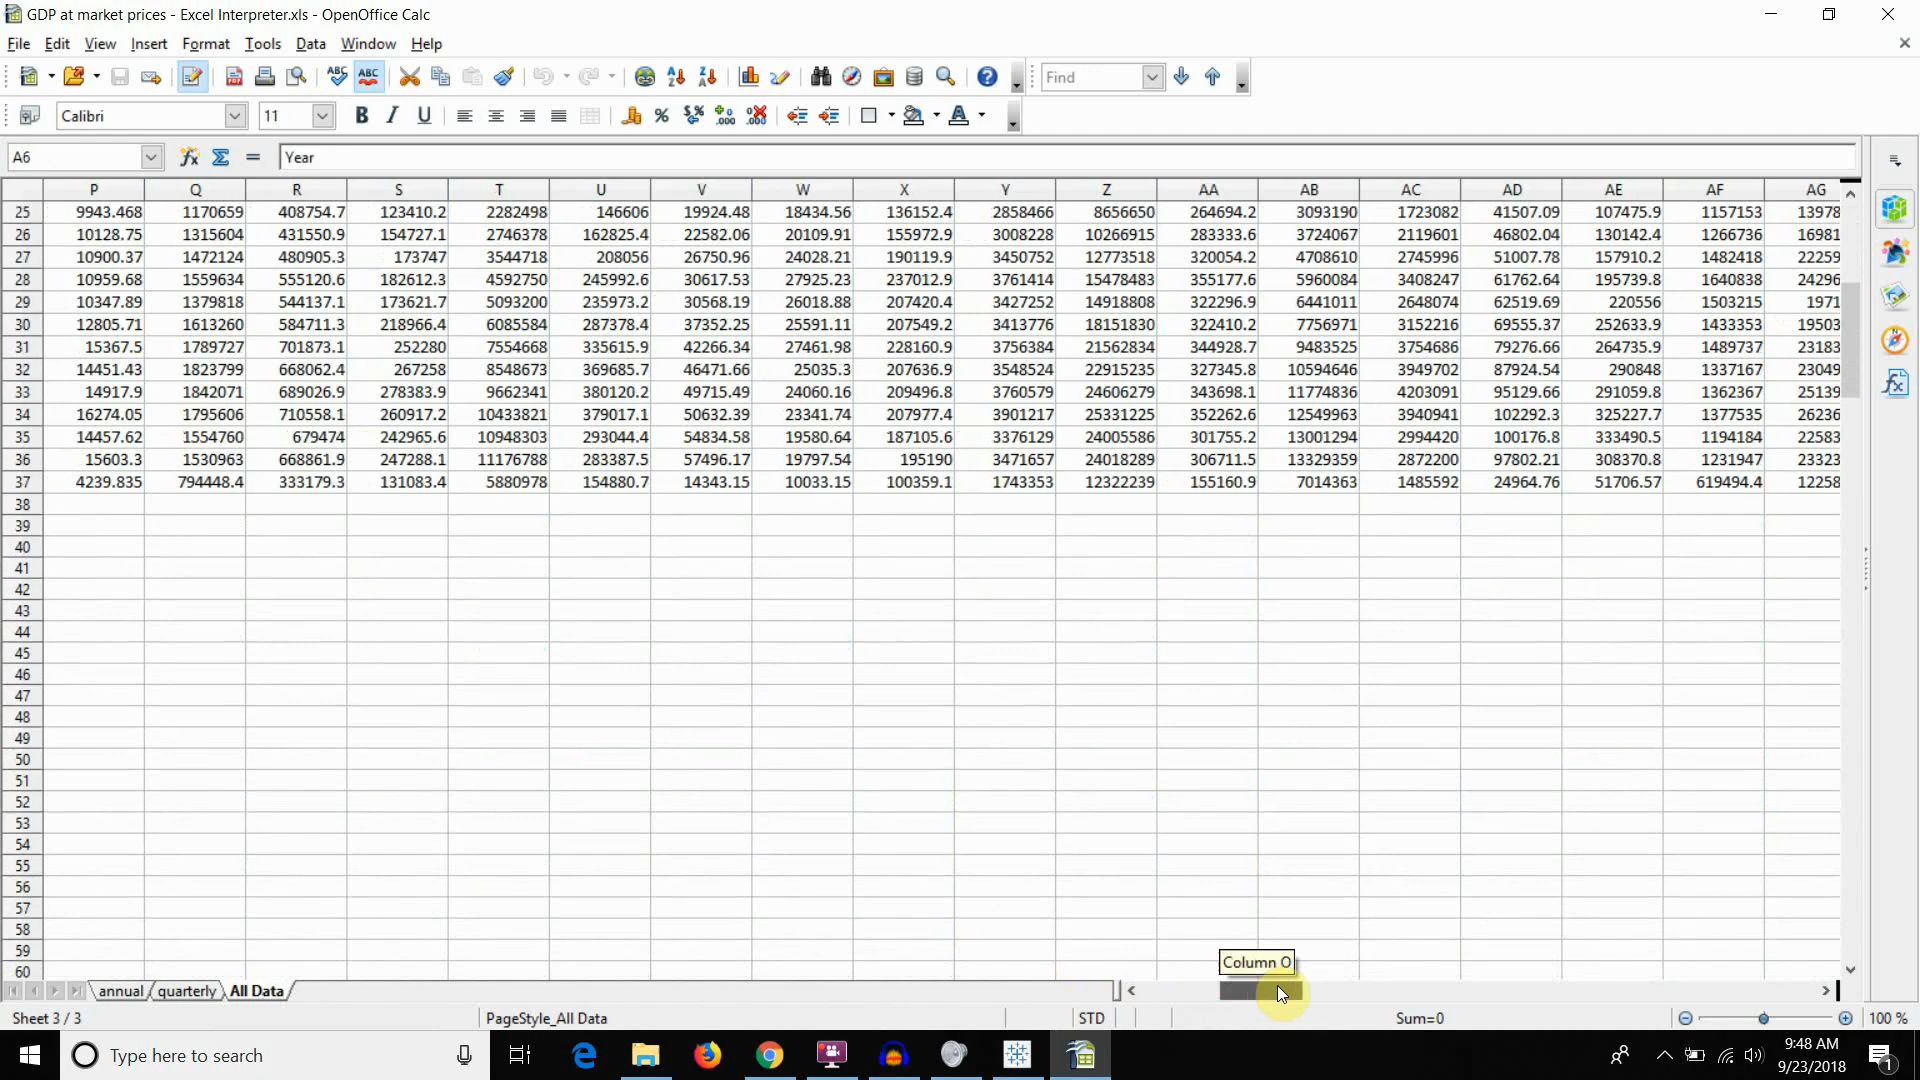 GDP at market prices - Excel Interpreter.xls - OpenOffice Calc
File Edit View Insert Format Tools Data Window Help
Find
Calibri 11
A6 Year
P Q R S T U V W X Y Z AA AB AC AD AE AF AG
25 9943.468 1170659 408754.7 123410.2 2282498 146606 19924.48 18434.56 136152.4 2858466 8656650 264694.2 3093190 1723082 41507.09 107475.9 1157153 13978
26 10128.75 1315604 431550.9 154727.1 2746378 162825.4 22582.06 20109.91 155972.9 3008228 10266915 283333.6 3724067 2119601 46802.04 130142.4 1266736 16981
27 10900.37 1472124 480905.3 173747 3544718 208056 26750.96 24028.21 190119.9 3450752 12773518 320054.2 4708610 2745996 51007.78 157910.2 1482418 22259
28 10959.68 1559634 555120.6 182612.3 4592750 245992.6 30617.53 27925.23 237012.9 3761414 15478483 355177.6 5960084 3408247 61762.64 195739.8 1640838 24296
29 10347.89 1379818 544137.1 173621.7 5093200 235973.2 30568.19 26018.88 207420.4 3427252 14918808 322296.9 6441011 2648074 62519.69 220556 1503215 1971
30 12805.71 1613260 584711.3 218966.4 6085584 287378.4 37352.25 25591.11 207549.2 3413776 18151830 322410.2 7756971 3152216 69555.37 252633.9 1433353 19503
31 15367.5 1789727 701873.1 252280 7554668 335615.9 42266.34 27461.98 228160.9 3756384 21562834 344928.7 9483525 3754686 79276.66 264735.9 1489737 23183
32 14451.43 1823799 668062.4 267258 8548673 369685.7 46471.66 25035.3 207636.9 3548524 22915235 327345.8 10594646 3949702 87924.54 290848 1337167 23049
33 14917.9 1842071 689026.9 278383.9 9662341 380120.2 49715.49 24060.16 209496.8 3760579 24606279 343698.1 11774836 4203091 95129.66 291059.8 1362367 25139
34 16274.05 1795606 710558.1 260917.2 10433821 379017.1 50632.39 23341.74 207977.4 3901217 25331225 352262.6 12549963 3940941 102292.3 325227.7 1377535 26236
35 14457.62 1554760 679474 242965.6 10948303 293044.4 54834.58 19580.64 187105.6 3376129 24005586 301755.2 13001294 2994420 100176.8 333490.5 1194184 22583
36 15603.3 1530963 668861.9 247288.1 11176788 283387.5 57496.17 19797.54 195190 3471657 24018289 306711.5 13329359 2872200 97802.21 308370.8 1231947 23323
37 4239.835 794448.4 333179.3 131083.4 5880978 154880.7 14343.15 10033.15 100359.1 1743353 12322239 155160.9 7014363 1485592 24964.76 51706.57 619494.4 12258
38
39
40
41
42
43
44
45
46
47
48
49
50
51
52
53
54
55
56
57
58
59
60
Column O
annual quarterly All Data
Sheet 3 / 3 PageStyle_All Data STD Sum=0 100 %
Type here to search
9:48 AM
9/23/2018
1